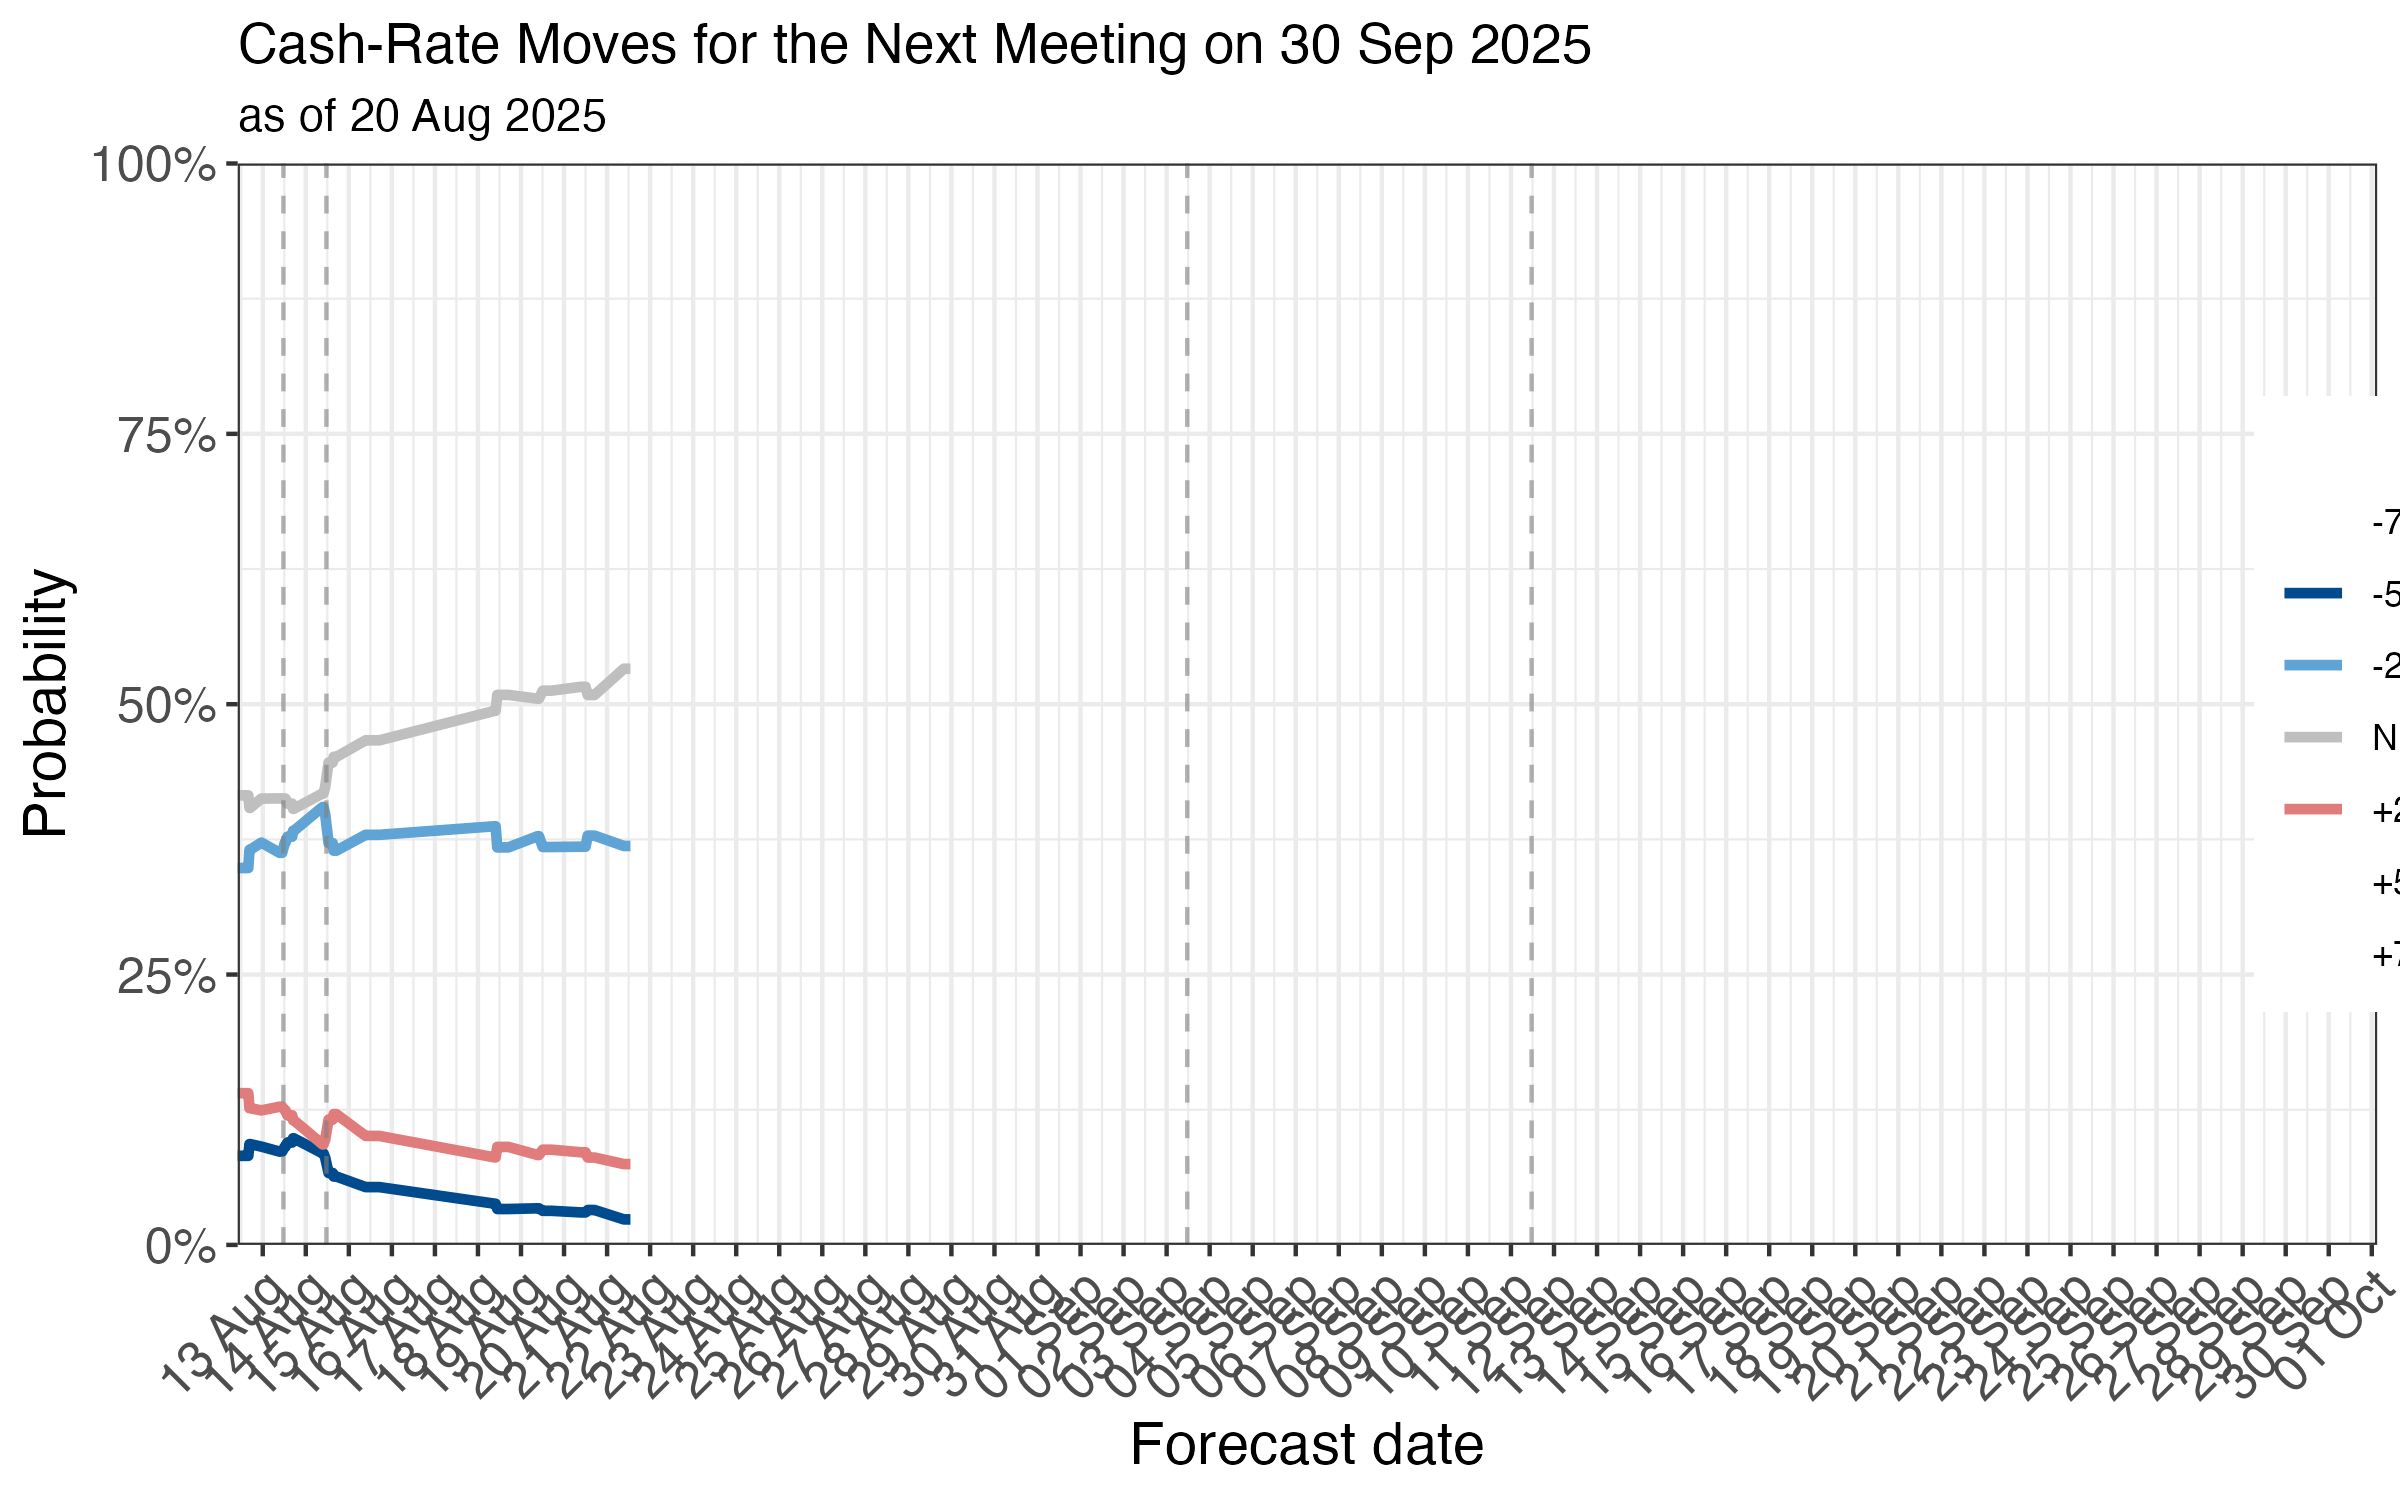 Cash-Rate Moves for the Next Meeting on 30 Sep 2025
as of 20 Aug 2025
100%
75%
50%
25%
0%
Probability
-7
-5
-2
N
+2
+5
+7
13 Aug
14 Aug
15 Aug
16 Aug
17 Aug
18 Aug
19 Aug
20 Aug
21 Aug
22 Aug
23 Aug
24 Aug
25 Aug
26 Aug
27 Aug
28 Aug
29 Aug
30 Aug
31 Aug
01 Sep
02 Sep
03 Sep
04 Sep
05 Sep
06 Sep
07 Sep
08 Sep
09 Sep
10 Sep
11 Sep
12 Sep
13 Sep
14 Sep
15 Sep
16 Sep
17 Sep
18 Sep
19 Sep
20 Sep
21 Sep
22 Sep
23 Sep
24 Sep
25 Sep
26 Sep
27 Sep
28 Sep
29 Sep
30 Sep
01 Oct
Forecast date